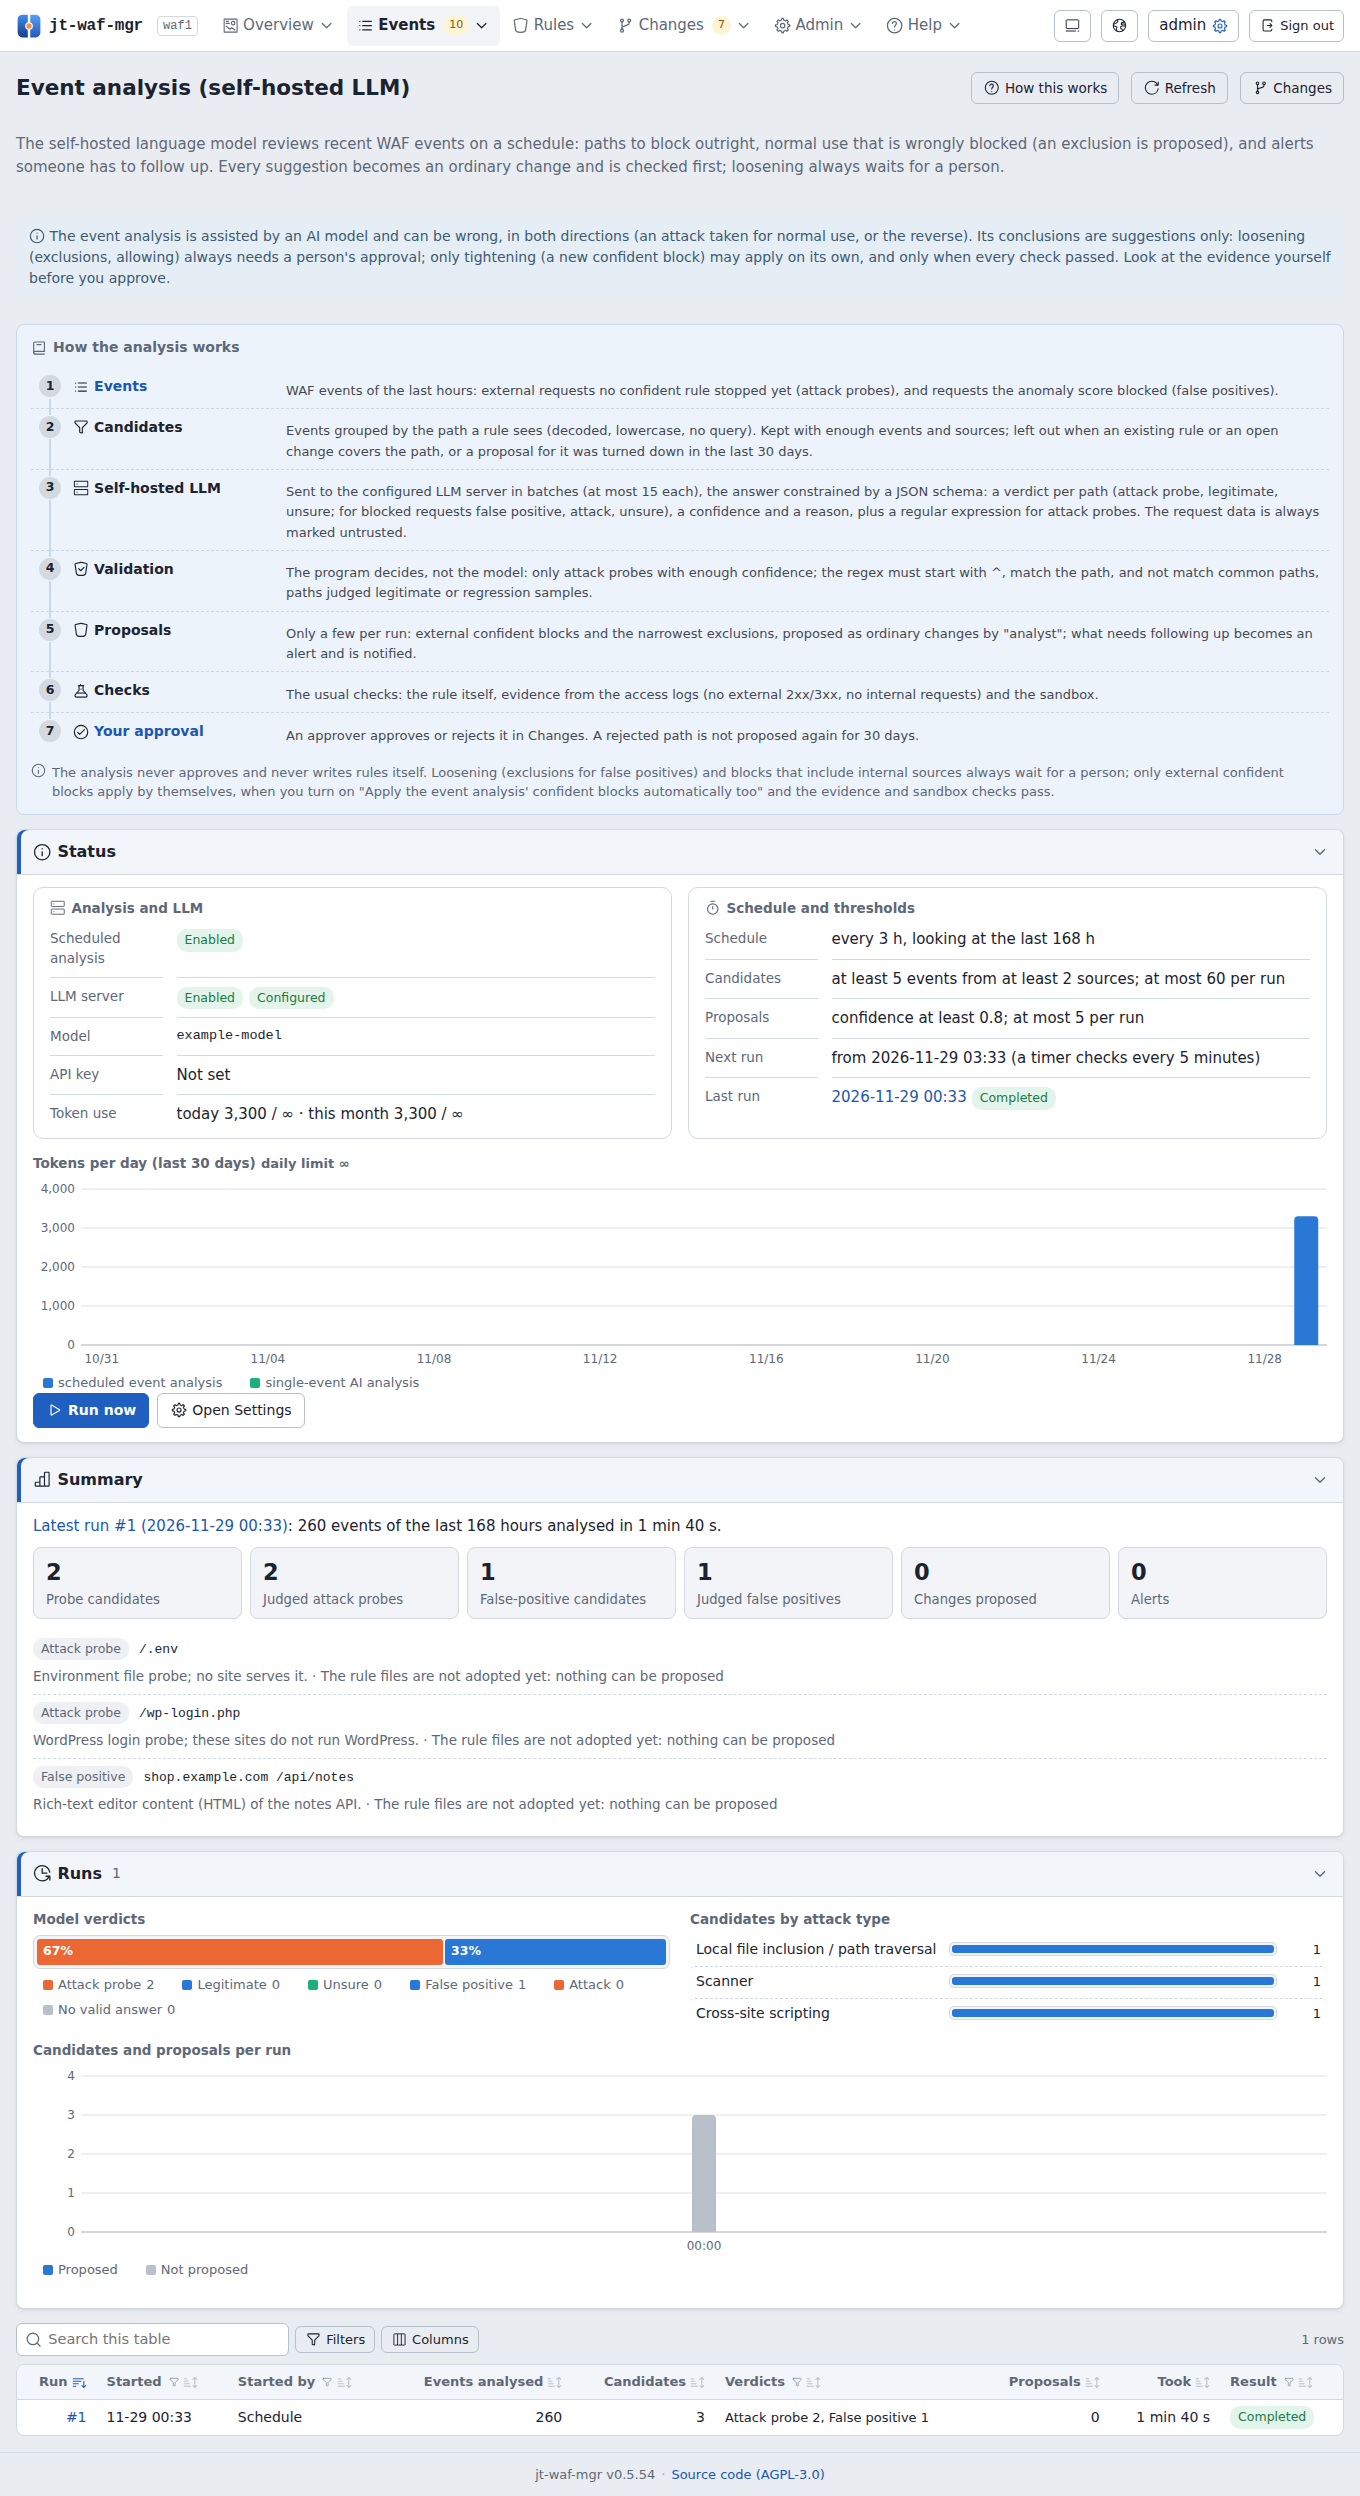 jt-waf-mgr waf1 Overview Events 10 Rules Changes 7 Admin Help admin Sign out
Event analysis (self-hosted LLM) How this works Refresh Changes
The self-hosted language model reviews recent WAF events on a schedule: paths to block outright, normal use that is wrongly blocked (an exclusion is proposed), and alerts
someone has to follow up. Every suggestion becomes an ordinary change and is checked first; loosening always waits for a person.
The event analysis is assisted by an AI model and can be wrong, in both directions (an attack taken for normal use, or the reverse). Its conclusions are suggestions only: loosening
(exclusions, allowing) always needs a person's approval; only tightening (a new confident block) may apply on its own, and only when every check passed. Look at the evidence yourself
before you approve.
How the analysis works
1 Events WAF events of the last hours: external requests no confident rule stopped yet (attack probes), and requests the anomaly score blocked (false positives).
2 Candidates Events grouped by the path a rule sees (decoded, lowercase, no query). Kept with enough events and sources; left out when an existing rule or an open
change covers the path, or a proposal for it was turned down in the last 30 days.
3 Self-hosted LLM Sent to the configured LLM server in batches (at most 15 each), the answer constrained by a JSON schema: a verdict per path (attack probe, legitimate,
unsure; for blocked requests false positive, attack, unsure), a confidence and a reason, plus a regular expression for attack probes. The request data is always
marked untrusted.
4 Validation The program decides, not the model: only attack probes with enough confidence; the regex must start with ^, match the path, and not match common paths,
paths judged legitimate or regression samples.
5 Proposals Only a few per run: external confident blocks and the narrowest exclusions, proposed as ordinary changes by "analyst"; what needs following up becomes an
alert and is notified.
6 Checks The usual checks: the rule itself, evidence from the access logs (no external 2xx/3xx, no internal requests) and the sandbox.
7 Your approval An approver approves or rejects it in Changes. A rejected path is not proposed again for 30 days.
The analysis never approves and never writes rules itself. Loosening (exclusions for false positives) and blocks that include internal sources always wait for a person; only external confident
blocks apply by themselves, when you turn on "Apply the event analysis' confident blocks automatically too" and the evidence and sandbox checks pass.
Status
Analysis and LLM
Scheduled
analysis
Enabled
LLM server Enabled Configured
Model example-model
API key Not set
Token use today 3,300 / ∞ · this month 3,300 / ∞
Schedule and thresholds
Schedule every 3 h, looking at the last 168 h
Candidates at least 5 events from at least 2 sources; at most 60 per run
Proposals confidence at least 0.8; at most 5 per run
Next run from 2026-11-29 03:33 (a timer checks every 5 minutes)
Last run 2026-11-29 00:33 Completed
Tokens per day (last 30 days) daily limit ∞
4,000
3,000
2,000
1,000
0
10/31 11/04 11/08 11/12 11/16 11/20 11/24 11/28
scheduled event analysis single-event AI analysis
Run now Open Settings
Summary
Latest run #1 (2026-11-29 00:33): 260 events of the last 168 hours analysed in 1 min 40 s.
2 2 1 1 0 0
Probe candidates Judged attack probes False-positive candidates Judged false positives Changes proposed Alerts
Attack probe /.env
Environment file probe; no site serves it. · The rule files are not adopted yet: nothing can be proposed
Attack probe /wp-login.php
WordPress login probe; these sites do not run WordPress. · The rule files are not adopted yet: nothing can be proposed
False positive shop.example.com /api/notes
Rich-text editor content (HTML) of the notes API. · The rule files are not adopted yet: nothing can be proposed
Runs 1
Model verdicts
67% 33%
Attack probe 2 Legitimate 0 Unsure 0 False positive 1 Attack 0
No valid answer 0
Candidates by attack type
Local file inclusion / path traversal 1
Scanner 1
Cross-site scripting 1
Candidates and proposals per run
4
3
2
1
0
00:00
Proposed Not proposed
Search this table Filters Columns 1 rows
Run Started Started by Events analysed Candidates Verdicts Proposals Took Result
#1 11-29 00:33 Schedule 260 3 Attack probe 2, False positive 1 0 1 min 40 s Completed
jt-waf-mgr v0.5.54 · Source code (AGPL-3.0)